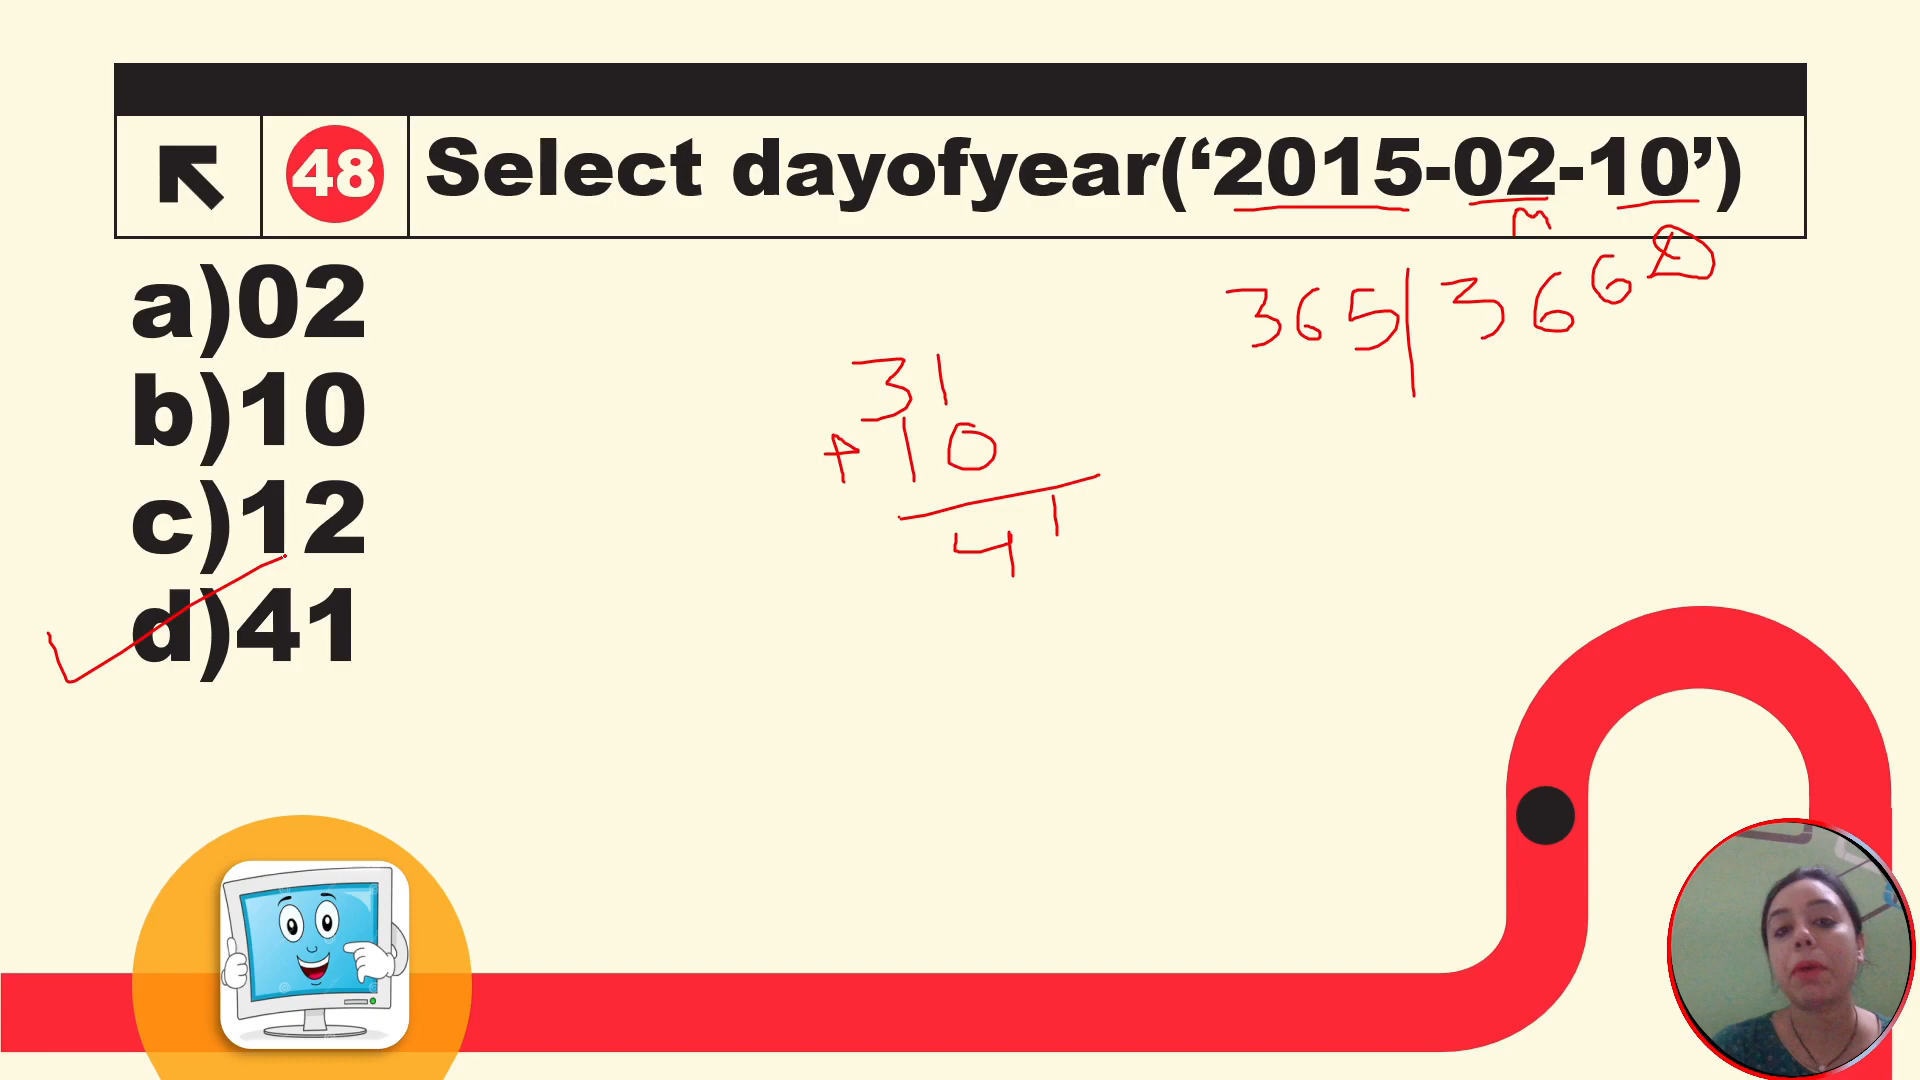 48 Select dayofyear(‘2015-02-10’)
M
D
365|366
a)02
b)10
c)12
d)41
31
+10
41